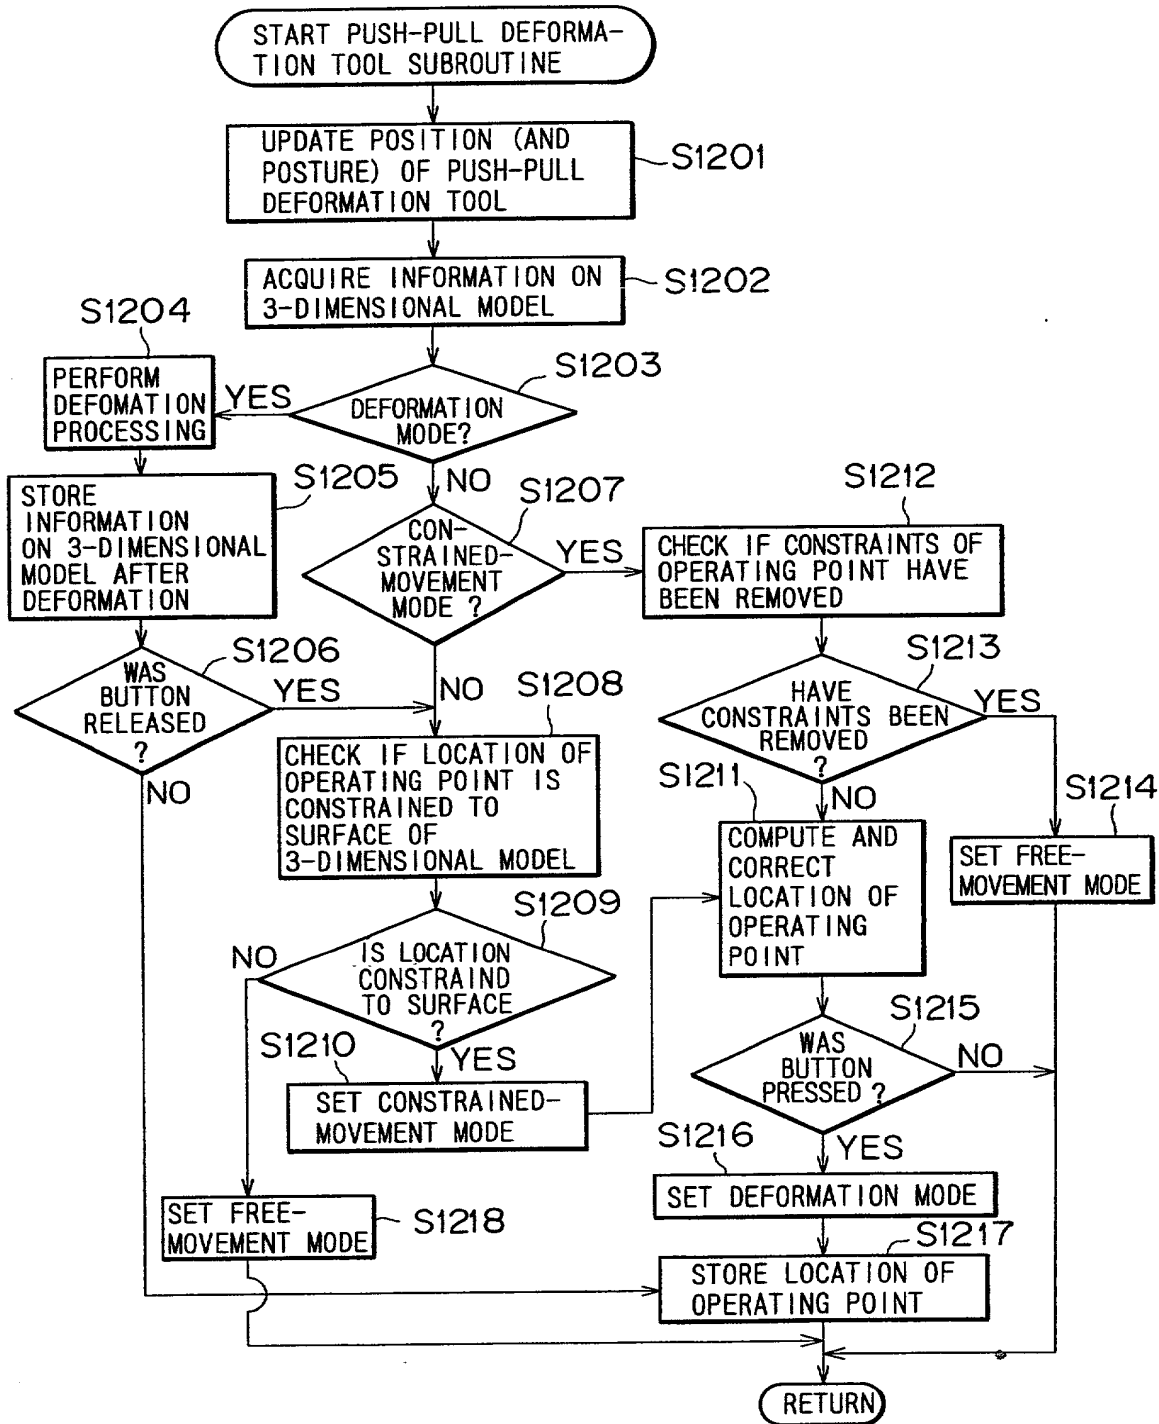 START PUSH-PULL DEFORMA-
TION TOOL SUBROUTINE
UPDATE POSITION (AND
POSTURE) OF PUSH-PULL
DEFORMATION TOOL
S1201
ACQUIRE INFORMATION ON
3-DIMENSIONAL MODEL
S1202
S1203
DEFORMATION
MODE?
YES
NO
S1204
PERFORM
DEFOMATION
PROCESSING
S1205
STORE
INFORMATION
ON 3-DIMENSIONAL
MODEL AFTER
DEFORMATION
S1206
WAS
BUTTON
RELEASED
?
YES
NO
S1207
CON-
STRAINED-
MOVEMENT
MODE ?
YES
NO
S1212
CHECK IF CONSTRAINTS OF
OPERATING POINT HAVE
BEEN REMOVED
S1213
HAVE
CONSTRAINTS BEEN
REMOVED
?
YES
NO
S1208
CHECK IF LOCATION OF
OPERATING POINT IS
CONSTRAINED TO
SURFACE OF
3-DIMENSIONAL MODEL
S1209
IS LOCATION
CONSTRAIND
TO SURFACE
?
NO
YES
S1210
SET CONSTRAINED-
MOVEMENT MODE
S1211
COMPUTE AND
CORRECT
LOCATION OF
OPERATING
POINT
S1214
SET FREE-
MOVEMENT MODE
S1215
WAS
BUTTON
PRESSED ?
NO
YES
S1216
SET DEFORMATION MODE
S1217
STORE LOCATION OF
OPERATING POINT
SET FREE-
MOVEMENT MODE
S1218
RETURN